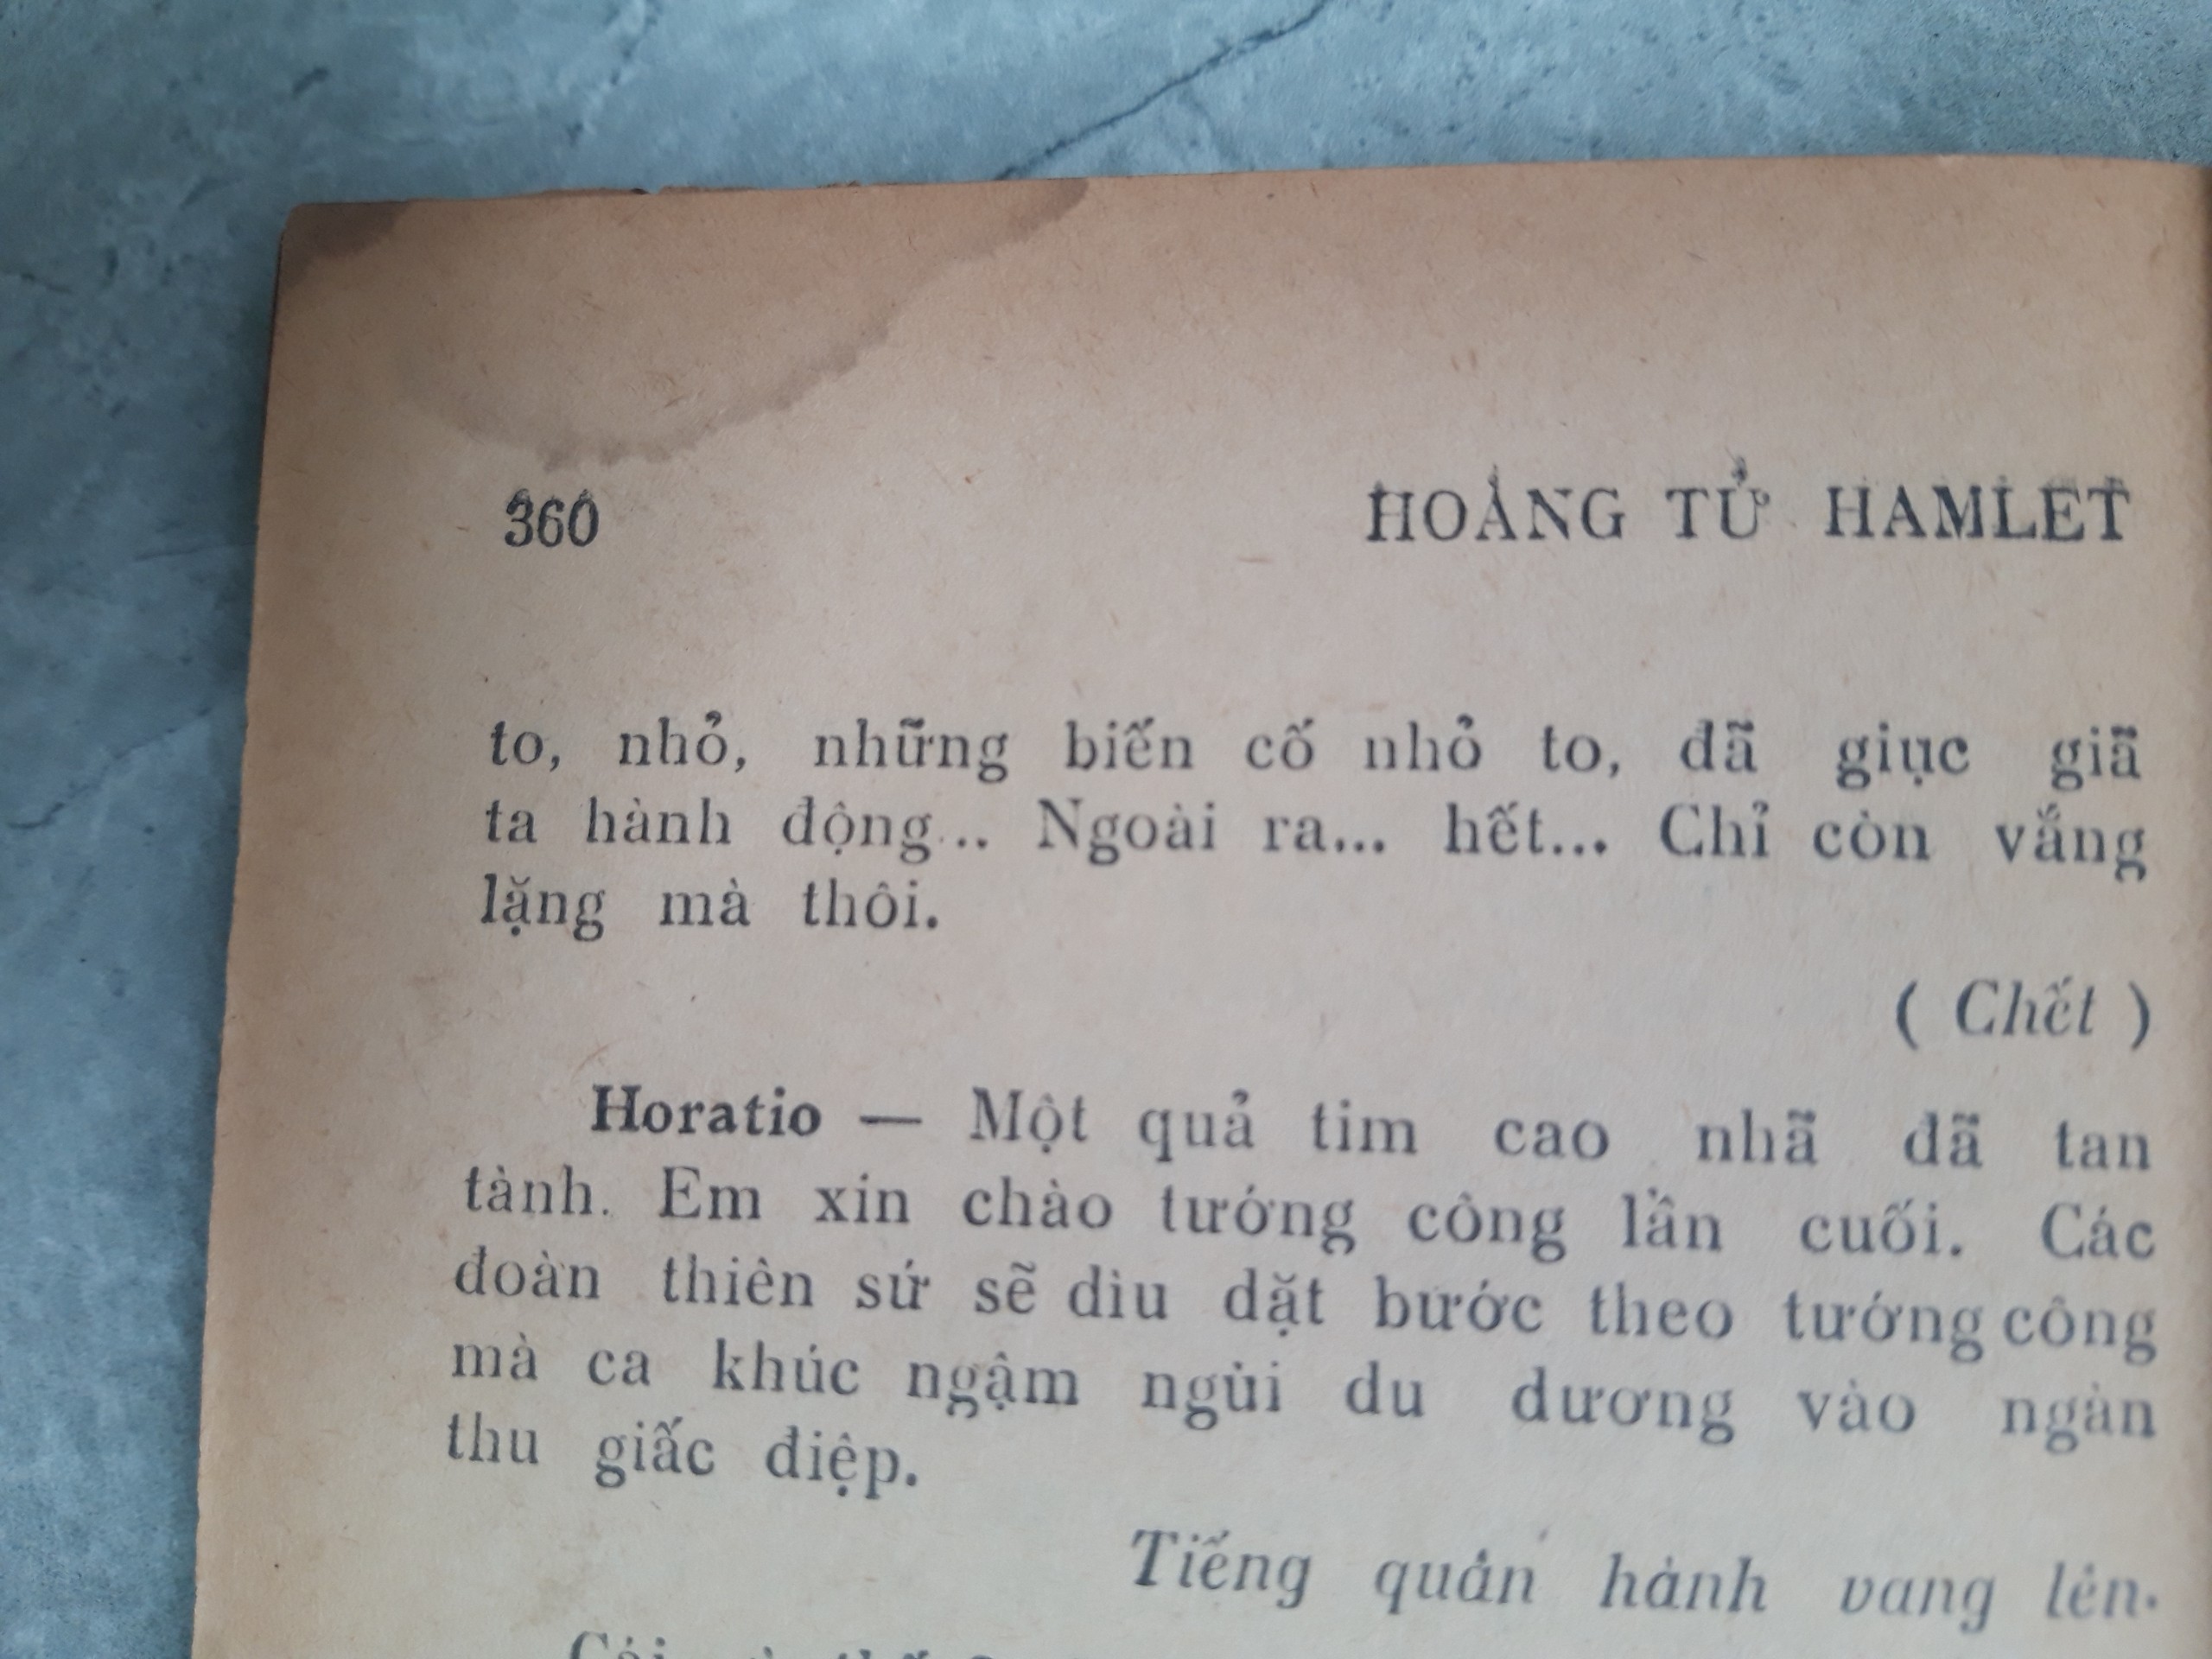 360 HOÀNG TỬ HAMLET
to, nhỏ, những biến cố nhỏ to, đã giục giã
ta hành động... Ngoài ra... hết... Chỉ còn vắng
lặng mà thôi.
( Chết )
Horatio — Một quả tim cao nhã đã tan
tành. Em xin chào tướng công lần cuối. Các
đoàn thiên sứ sẽ dìu dặt bước theo tướng công
mà ca khúc ngậm ngùi du dương vào ngàn
thu giấc điệp.
Tiếng quân hành vang lên.